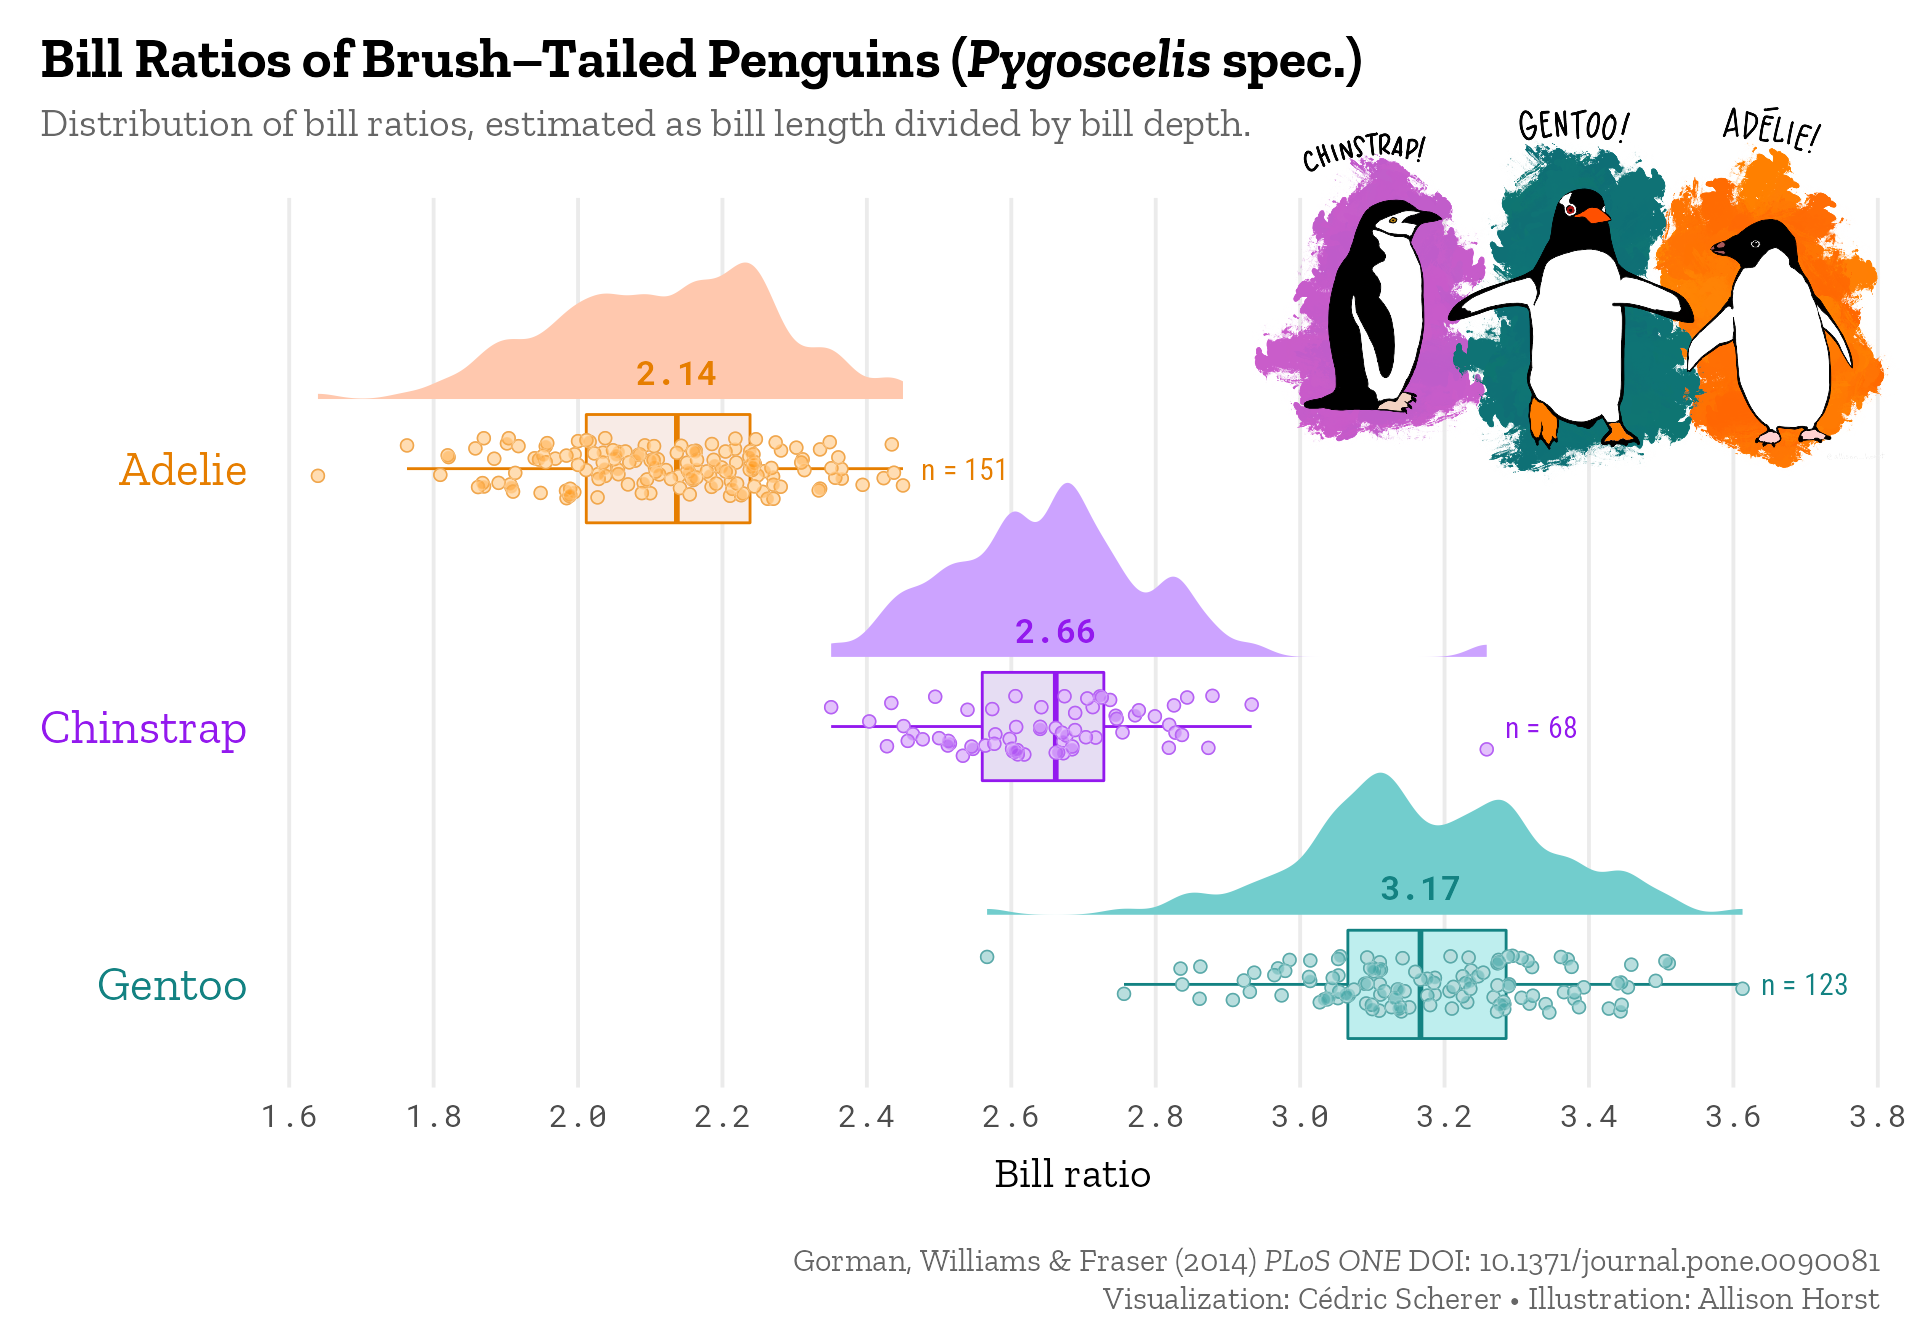 Bill Ratios of Brush–Tailed Penguins (Pygoscelis spec.)
Distribution of bill ratios, estimated as bill length divided by bill depth.
CHINSTRAP!
GENTOO!
ADÉLIE!
2.14
Adelie
n = 151
2.66
Chinstrap
n = 68
3.17
Gentoo
n = 123
1.6 1.8 2.0 2.2 2.4 2.6 2.8 3.0 3.2 3.4 3.6 3.8
Bill ratio
Gorman, Williams & Fraser (2014) PLoS ONE DOI: 10.1371/journal.pone.0090081
Visualization: Cédric Scherer • Illustration: Allison Horst